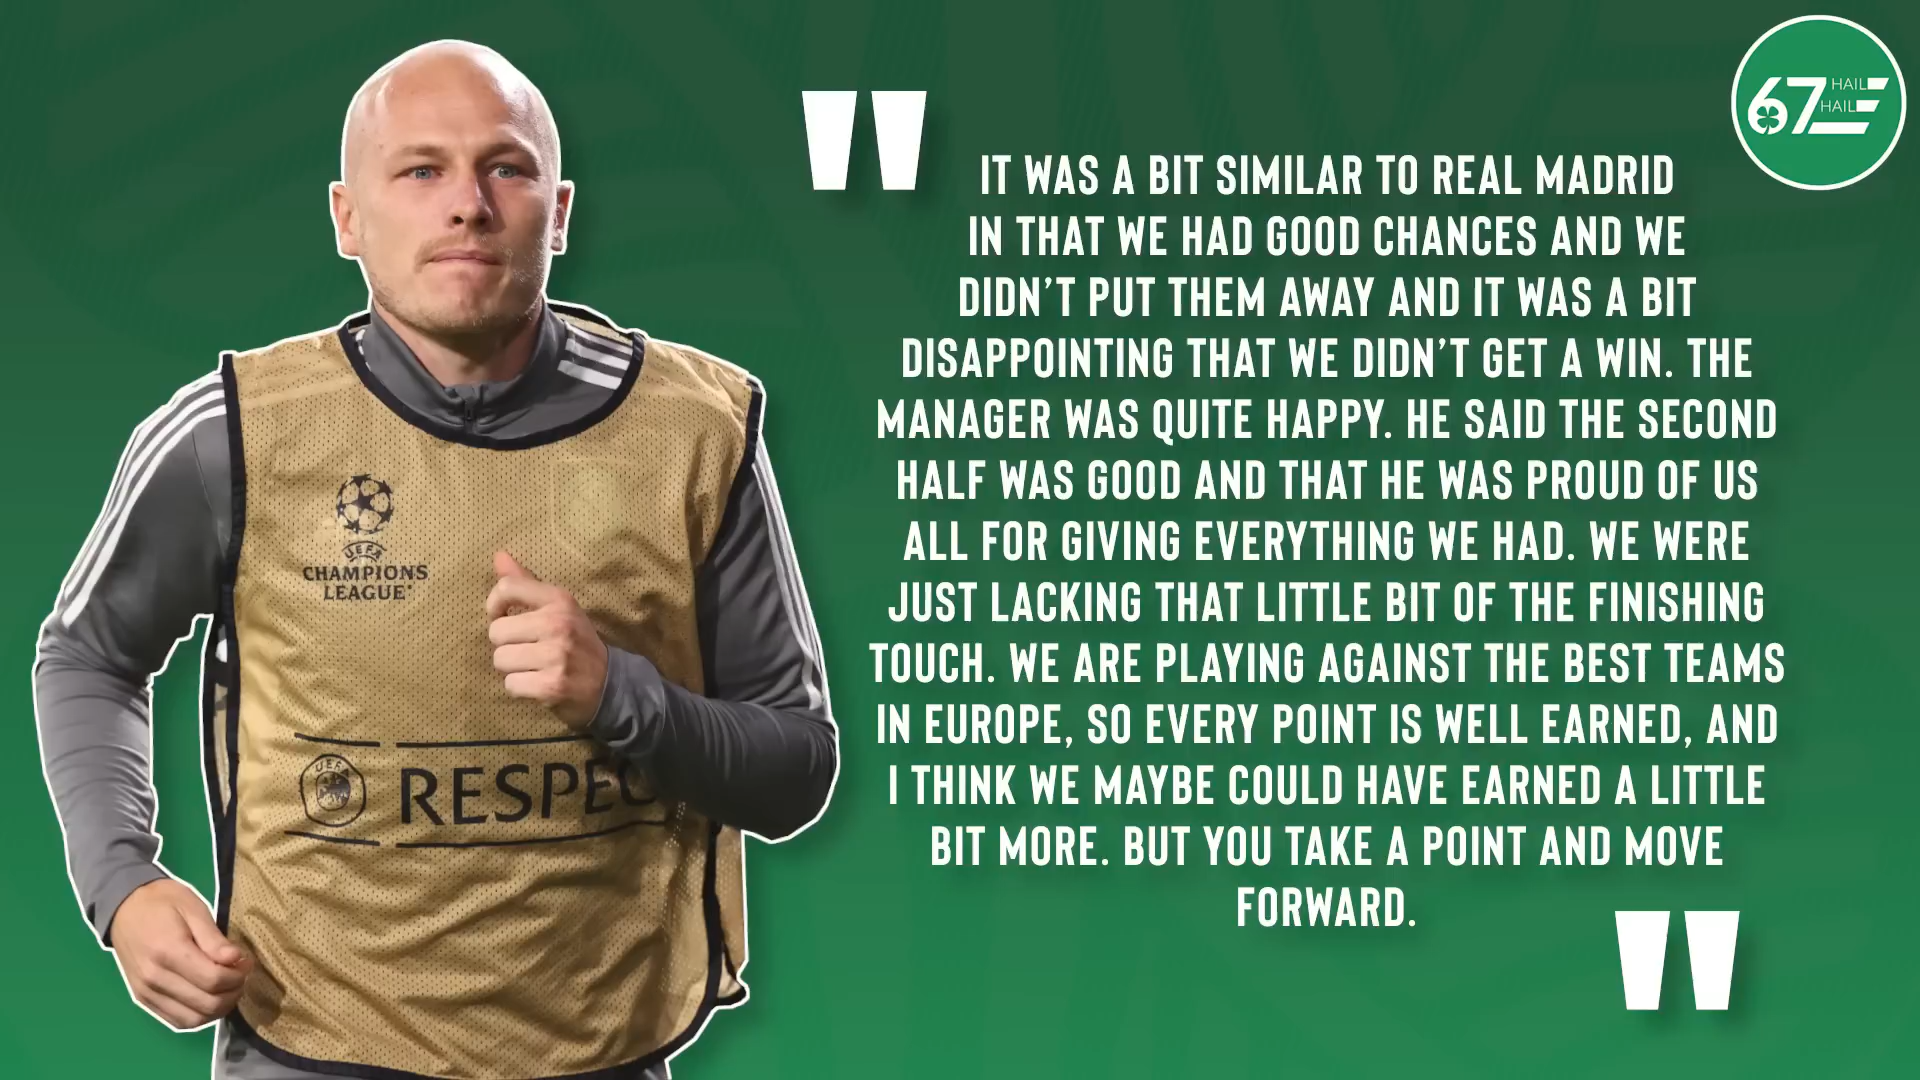 67 HAIL
HAIL
"
IT WAS A BIT SIMILAR TO REAL MADRID
IN THAT WE HAD GOOD CHANCES AND WE
DIDN'T PUT THEM AWAY AND IT WAS A BIT
DISAPPOINTING THAT WE DIDN'T GET A WIN. THE
MANAGER WAS QUITE HAPPY. HE SAID THE SECOND
HALF WAS GOOD AND THAT HE WAS PROUD OF US
ALL FOR GIVING EVERYTHING WE HAD. WE WERE
JUST LACKING THAT LITTLE BIT OF THE FINISHING
TOUCH. WE ARE PLAYING AGAINST THE BEST TEAMS
IN EUROPE, SO EVERY POINT IS WELL EARNED, AND
I THINK WE MAYBE COULD HAVE EARNED A LITTLE
BIT MORE. BUT YOU TAKE A POINT AND MOVE
FORWARD.
"
UEFA
CHAMPIONS
LEAGUE
UEFA
RESPEC